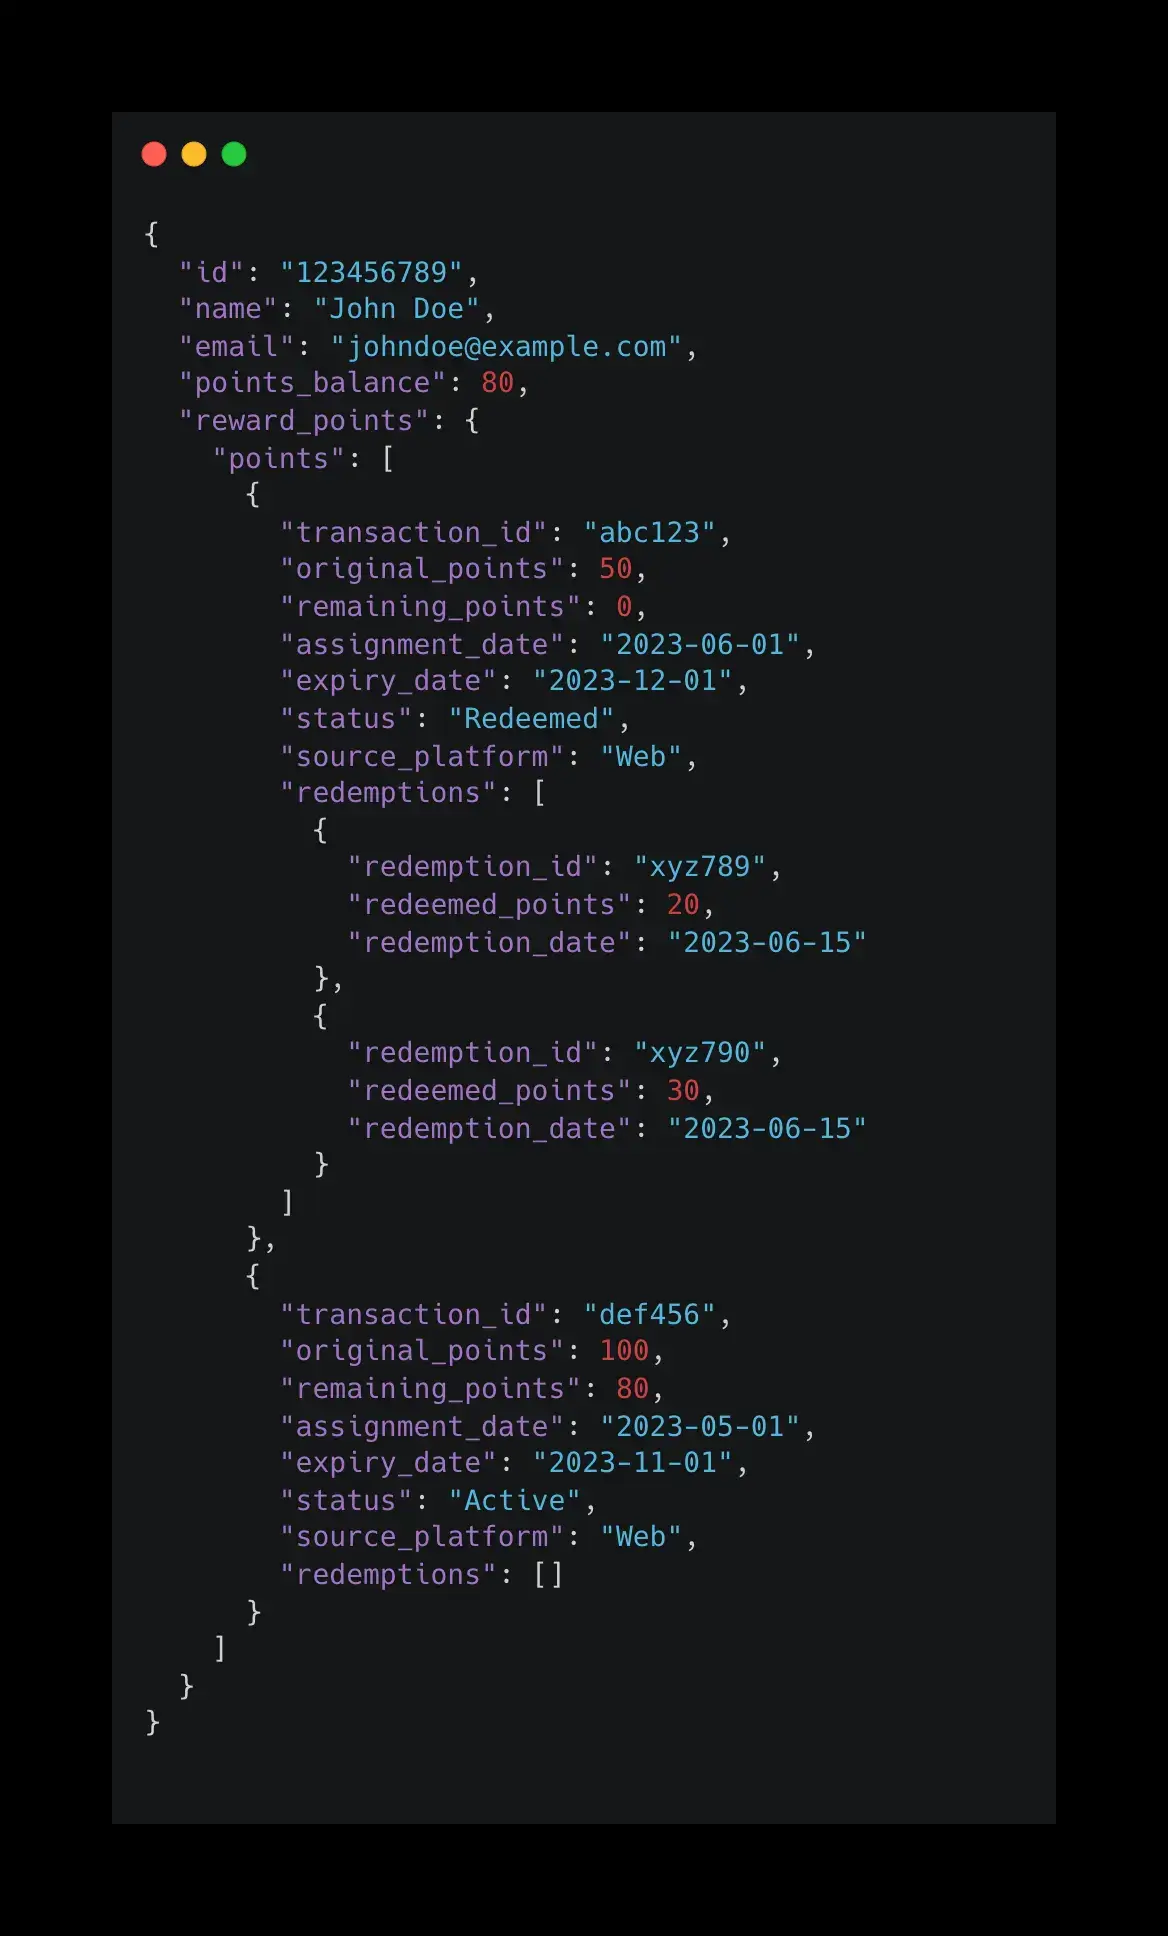 {
  "id": "123456789",
  "name": "John Doe",
  "email": "johndoe@example.com",
  "points_balance": 80,
  "reward_points": {
    "points": [
      {
        "transaction_id": "abc123",
        "original_points": 50,
        "remaining_points": 0,
        "assignment_date": "2023-06-01",
        "expiry_date": "2023-12-01",
        "status": "Redeemed",
        "source_platform": "Web",
        "redemptions": [
          {
            "redemption_id": "xyz789",
            "redeemed_points": 20,
            "redemption_date": "2023-06-15"
          },
          {
            "redemption_id": "xyz790",
            "redeemed_points": 30,
            "redemption_date": "2023-06-15"
          }
        ]
      },
      {
        "transaction_id": "def456",
        "original_points": 100,
        "remaining_points": 80,
        "assignment_date": "2023-05-01",
        "expiry_date": "2023-11-01",
        "status": "Active",
        "source_platform": "Web",
        "redemptions": []
      }
    ]
  }
}